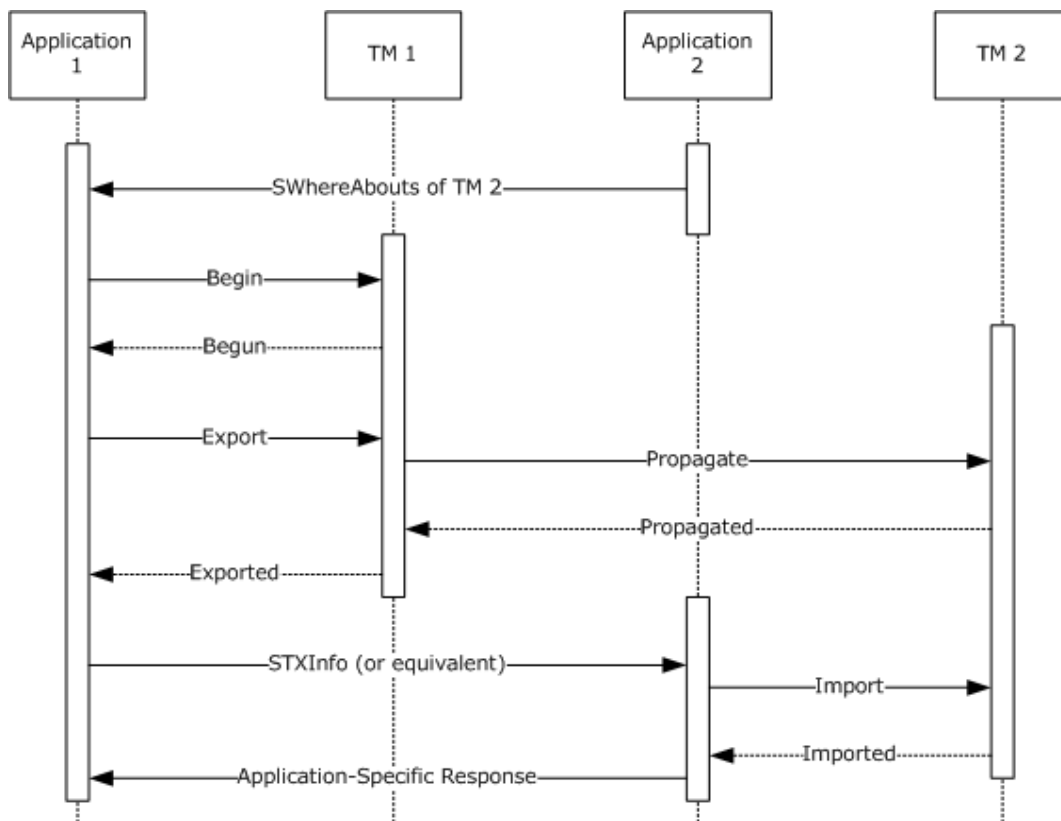 Application
1
TM 1
Application
2
TM 2
SWhereAbouts of TM 2
Begin
Begun
Export
Propagate
Propagated
Exported
STXInfo (or equivalent)
Import
Imported
Application-Specific Response